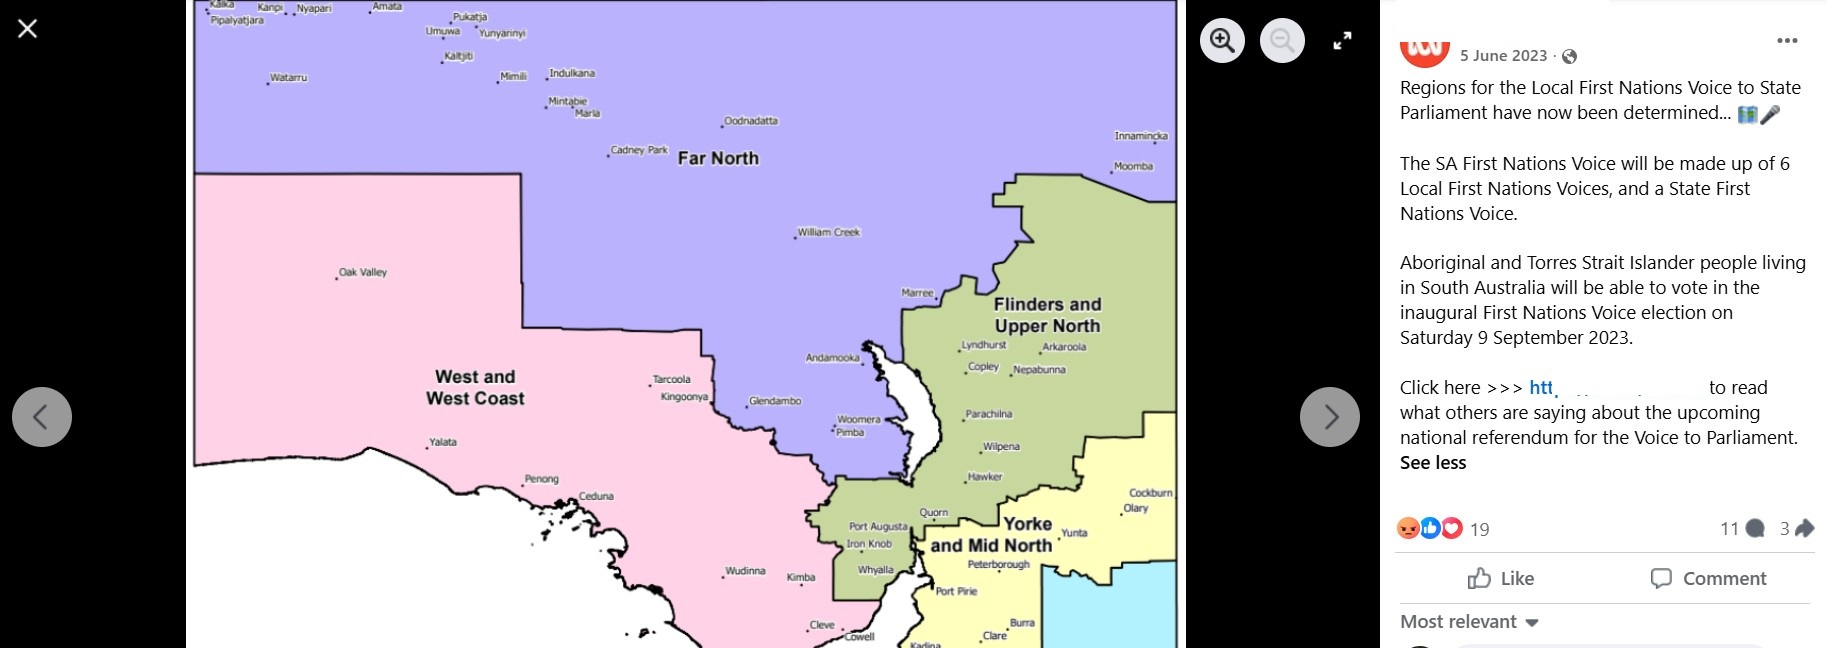 Kalka
Kanpi
Nyapari
Amata
Pipalyatjara
Pukatja
Umuwa
Yunyarinyi
Kaltjiti
Watarru
Mimili
Indulkana
Mintabie
Marla
Oodnadatta
Cadney Park
Far North
Innamincka
Moomba
William Creek
Oak Valley
Marree
Flinders and
Upper North
Lyndhurst
Arkaroola
Copley
Nepabunna
Andamooka
West and
West Coast
Tarcoola
Kingoonya
Glendambo
Woomera
Pimba
Parachilna
Wilpena
Hawker
Yalata
Penong
Ceduna
Quorn
Port Augusta
Iron Knob
Whyalla
Yorke
and Mid North
Cockburn
Olary
Yunta
Peterborough
Port Pirie
Wudinna
Kimba
Cleve
Cowell
Burra
Clare
Kadina
5 June 2023 ·
Regions for the Local First Nations Voice to State
Parliament have now been determined... 🗺️🎤
The SA First Nations Voice will be made up of 6
Local First Nations Voices, and a State First
Nations Voice.
Aboriginal and Torres Strait Islander people living
in South Australia will be able to vote in the
inaugural First Nations Voice election on
Saturday 9 September 2023.
Click here >>> htt to read
what others are saying about the upcoming
national referendum for the Voice to Parliament.
See less
19
11
3
Like
Comment
Most relevant